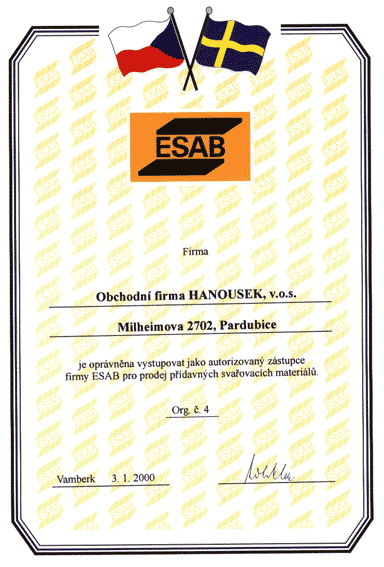 ESAB
Firma
Obchodní firma HANOUSEK, v.o.s.
Milheimova 2702, Pardubice
je oprávněna vystupovat jako autorizovaný zástupce
firmy ESAB pro prodej přídavných svařovacích materiálů.
Org. č. 4
Vamberk 3. 1. 2000